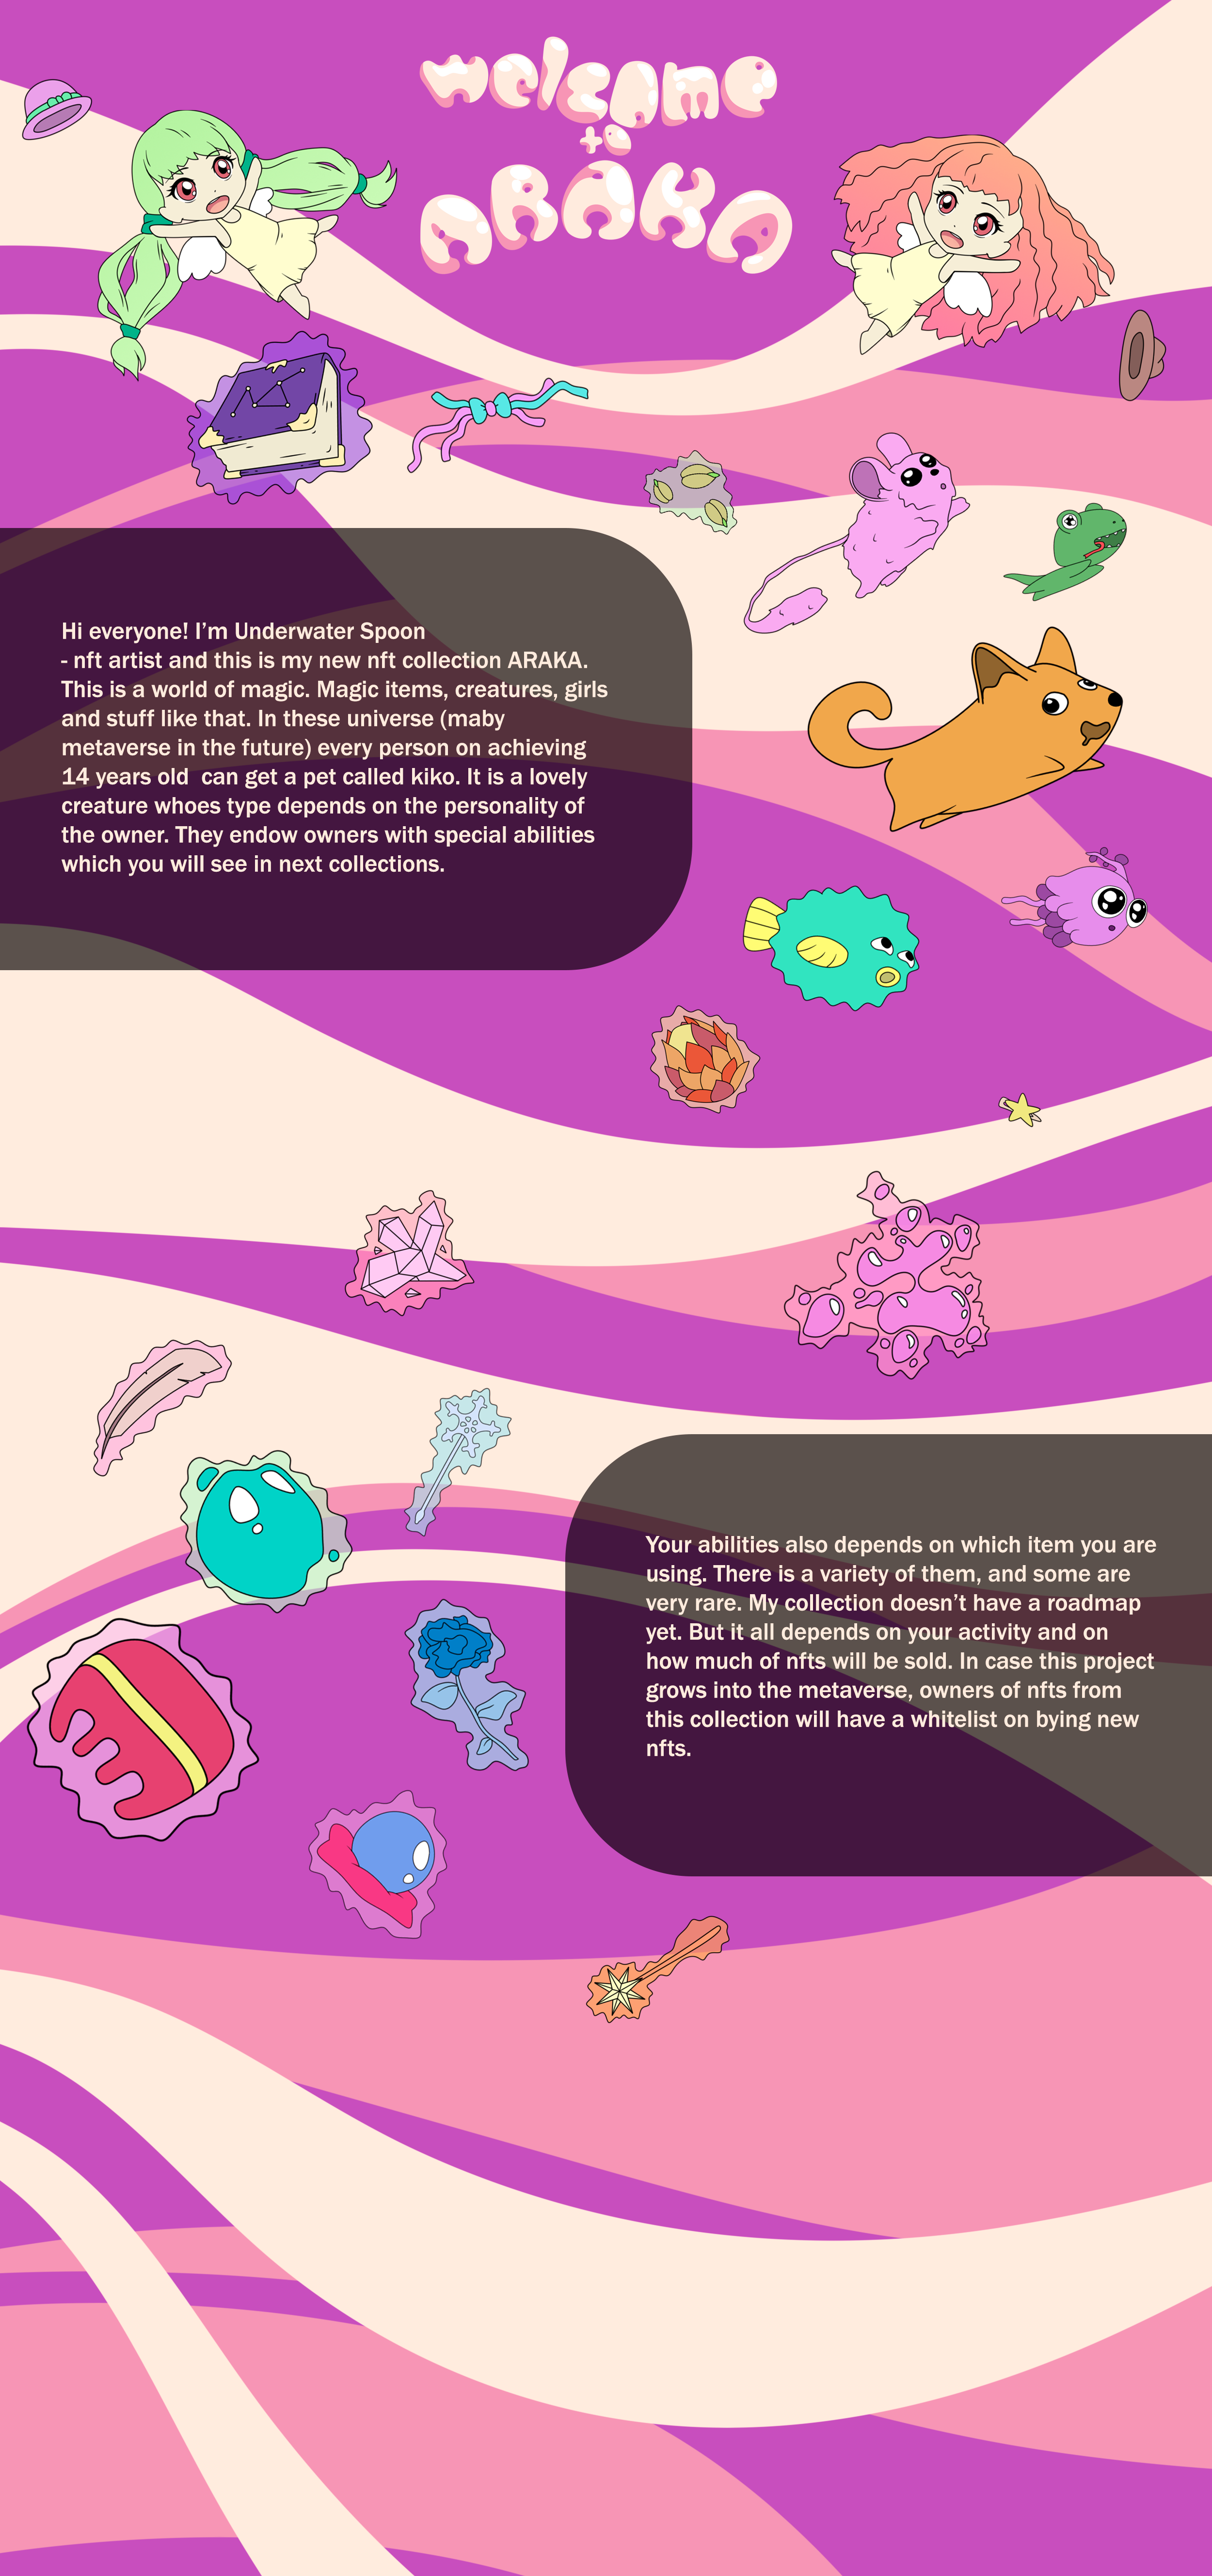 welcome
to
ARAKA
Hi everyone! I’m Underwater Spoon
- nft artist and this is my new nft collection ARAKA.
This is a world of magic. Magic items, creatures, girls
and stuff like that. In these universe (maby
metaverse in the future) every person on achieving
14 years old  can get a pet called kiko. It is a lovely
creature whoes type depends on the personality of
the owner. They endow owners with special abilities
which you will see in next collections.
Your abilities also depends on which item you are
using. There is a variety of them, and some are
very rare. My collection doesn’t have a roadmap
yet. But it all depends on your activity and on
how much of nfts will be sold. In case this project
grows into the metaverse, owners of nfts from
this collection will have a whitelist on bying new
nfts.